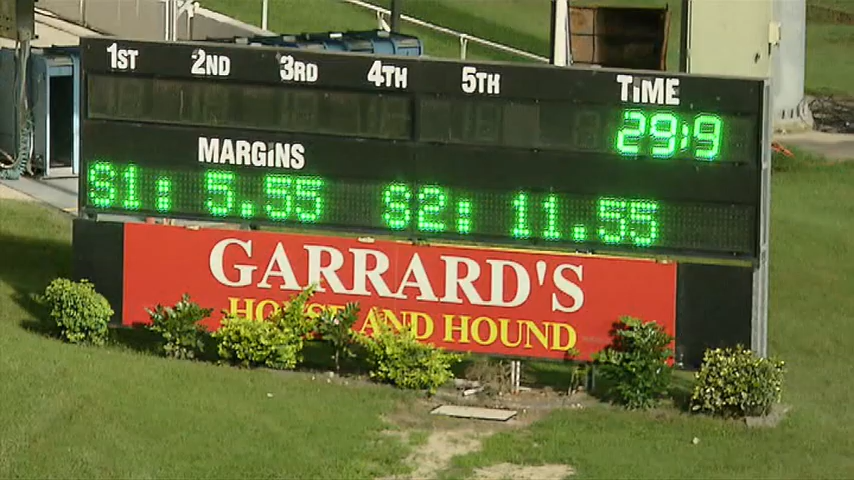 1ST 2ND 3RD 4TH 5TH TIME
29:9
MARGINS
S1: 5.55 S2: 11.55
GARRARD'S
HORSE AND HOUND